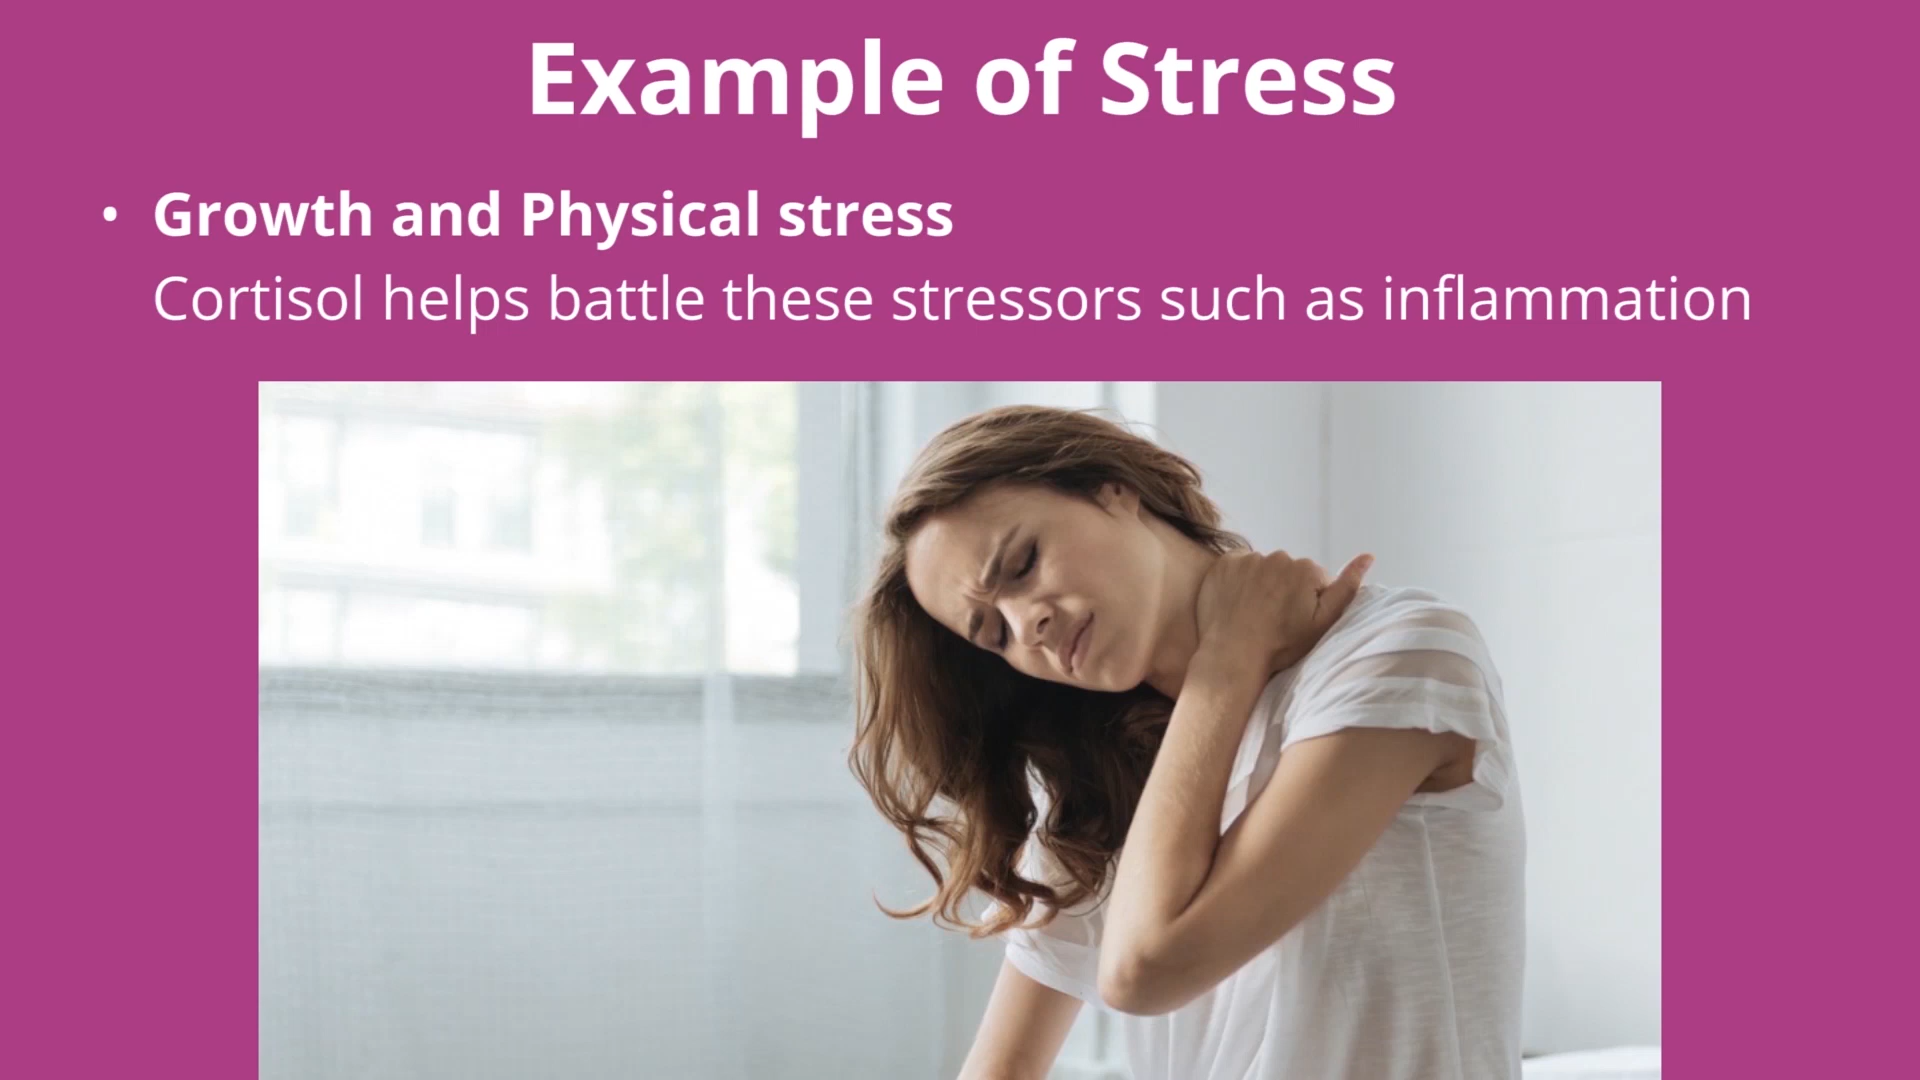 Example of Stress
• Growth and Physical stress
Cortisol helps battle these stressors such as inflammation